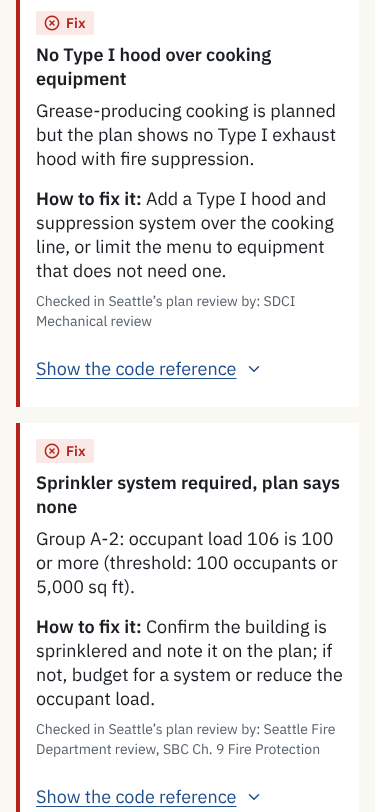 Fix
No Type I hood over cooking
equipment
Grease-producing cooking is planned
but the plan shows no Type I exhaust
hood with fire suppression.
How to fix it: Add a Type I hood and
suppression system over the cooking
line, or limit the menu to equipment
that does not need one.
Checked in Seattle’s plan review by: SDCI
Mechanical review
Show the code reference
Fix
Sprinkler system required, plan says
none
Group A-2: occupant load 106 is 100
or more (threshold: 100 occupants or
5,000 sq ft).
How to fix it: Confirm the building is
sprinklered and note it on the plan; if
not, budget for a system or reduce the
occupant load.
Checked in Seattle’s plan review by: Seattle Fire
Department review, SBC Ch. 9 Fire Protection
Show the code reference